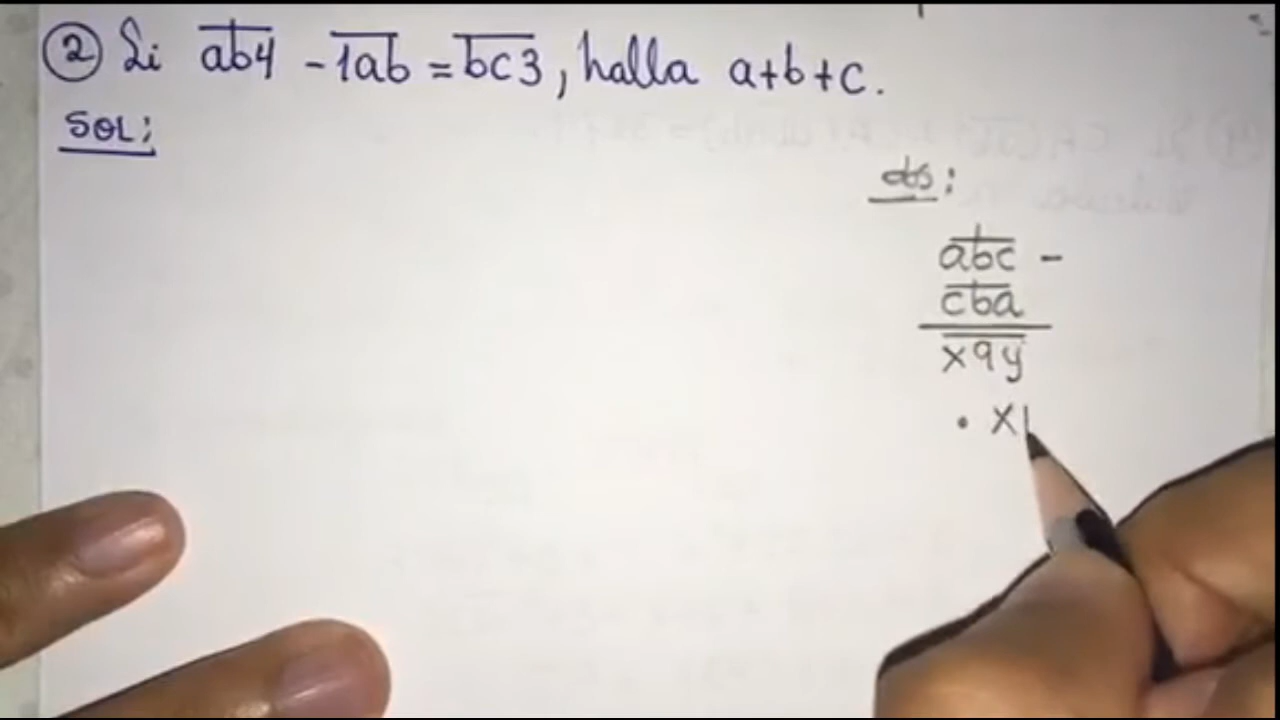 ② Si ab4 - 1ab = bc3, halla a+b+c.
SOL:
obs:
abc -
cba
x9y
• x